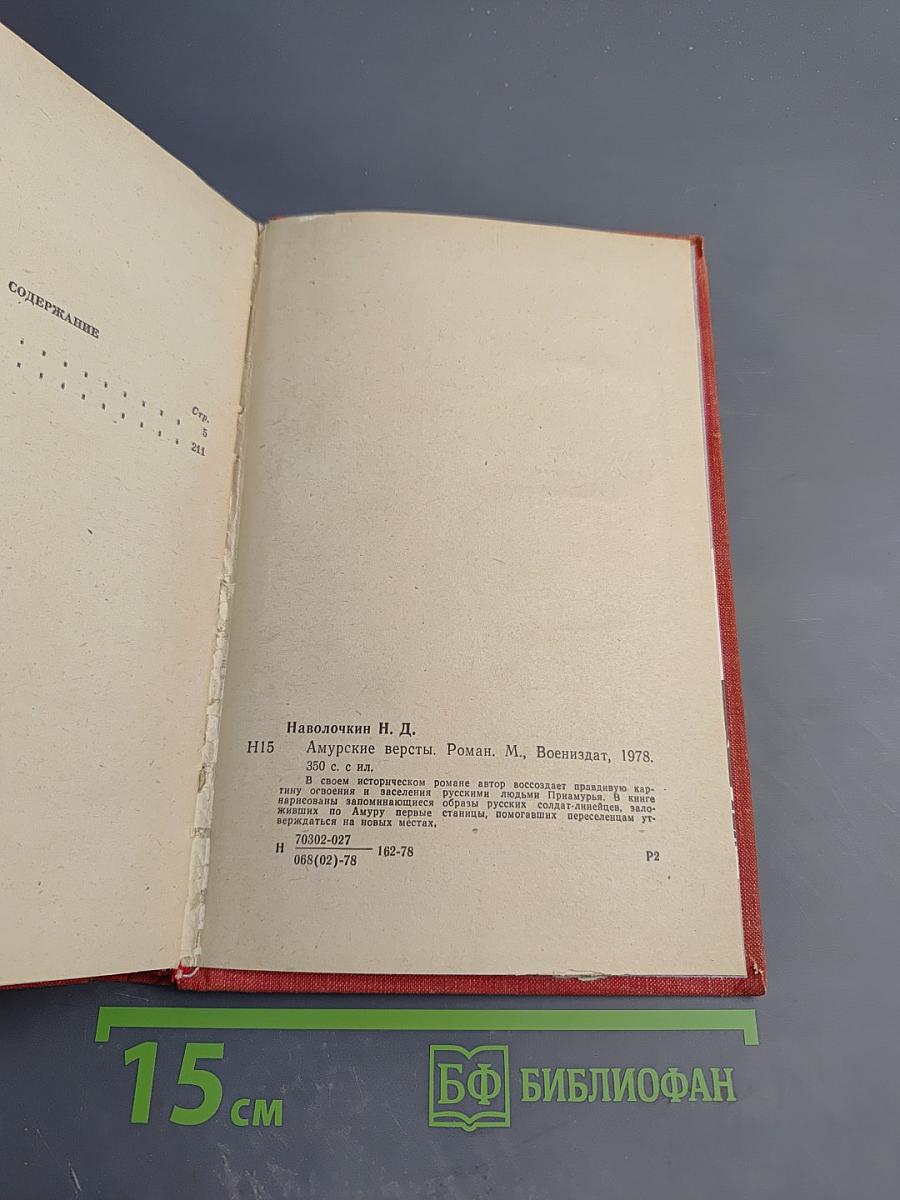 СОДЕРЖАНИЕ
Стр.
5
211
Наволочкин Н. Д.
Н15 Амурские версты. Роман. М., Воениздат, 1978.
350 с. с ил.
В своем историческом романе автор воссоздает правдивую кар-
тину освоения и заселения русскими людьми Приамурья. В книге
нарисованы запоминающиеся образы русских солдат-линейцев, зало-
живших по Амуру первые станицы, помогавших переселенцам ут-
верждаться на новых местах.
Н 70302-027
068(02)-78 162-78 Р2
15 см
БФ БИБЛИОФАН